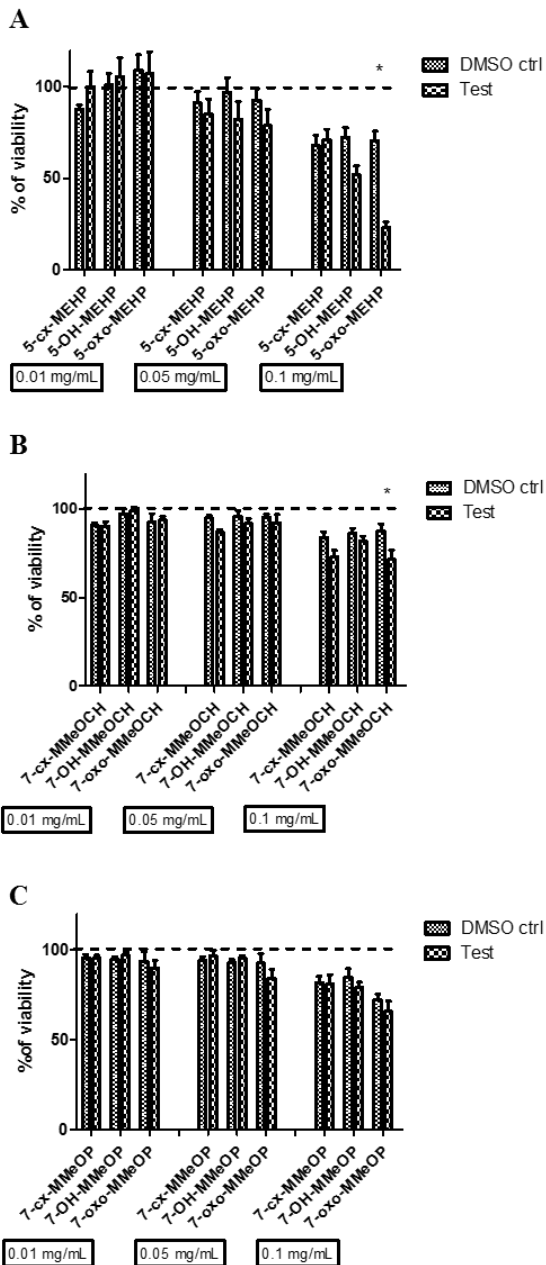 A
DMSO ctrl
Test
*
% of viability
100
50
0
5-cx-MEHP
5-OH-MEHP
5-oxo-MEHP
5-cx-MEHP
5-OH-MEHP
5-oxo-MEHP
5-cx-MEHP
5-OH-MEHP
5-oxo-MEHP
0.01 mg/mL
0.05 mg/mL
0.1 mg/mL
B
DMSO ctrl
Test
*
% of viability
100
50
0
7-cx-MMeOCH
7-OH-MMeOCH
7-oxo-MMeOCH
7-cx-MMeOCH
7-OH-MMeOCH
7-oxo-MMeOCH
7-cx-MMeOCH
7-OH-MMeOCH
7-oxo-MMeOCH
0.01 mg/mL
0.05 mg/mL
0.1 mg/mL
C
DMSO ctrl
Test
%of viability
100
50
0
7-cx-MMeOP
7-OH-MMeOP
7-oxo-MMeOP
7-cx-MMeOP
7-OH-MMeOP
7-oxo-MMeOP
7-cx-MMeOP
7-OH-MMeOP
7-oxo-MMeOP
0.01 mg/mL
0.05 mg/mL
0.1 mg/mL